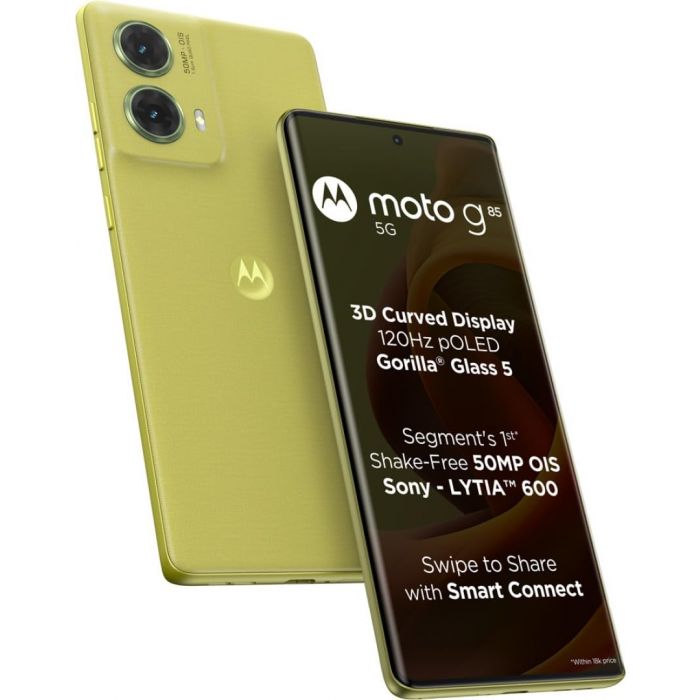 50MP - OIS
moto g85
5G
3D Curved Display
120Hz pOLED
Gorilla® Glass 5
Segment's 1st*
Shake-Free 50MP OIS
Sony - LYTIA™ 600
Swipe to Share
with Smart Connect
*Within 18k price